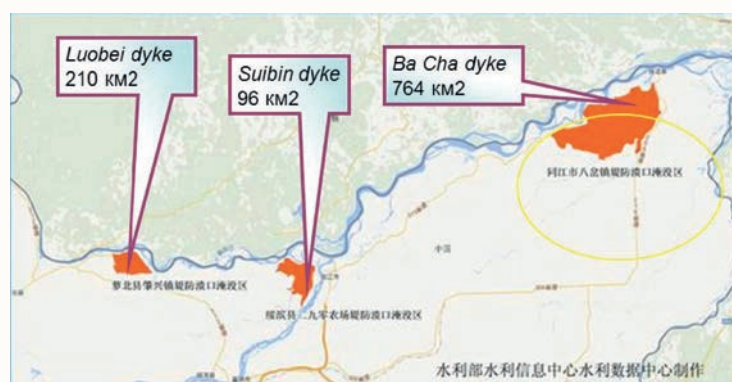 Luobei dyke
210 км2
Suibin dyke
96 км2
Ba Cha dyke
764 км2
同江市八岔镇堤防溃口淹没区
中国
萝北县肇兴镇堤防溃口淹没区
绥滨县二九零农场堤防溃口淹没区
水利部水利信息中心水利数据中心制作